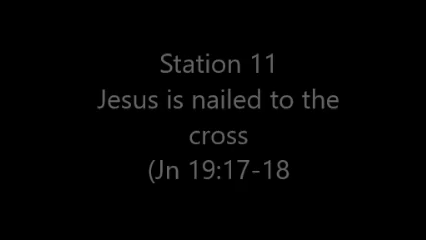 Station 11
Jesus is nailed to the
cross
(Jn 19:17-18